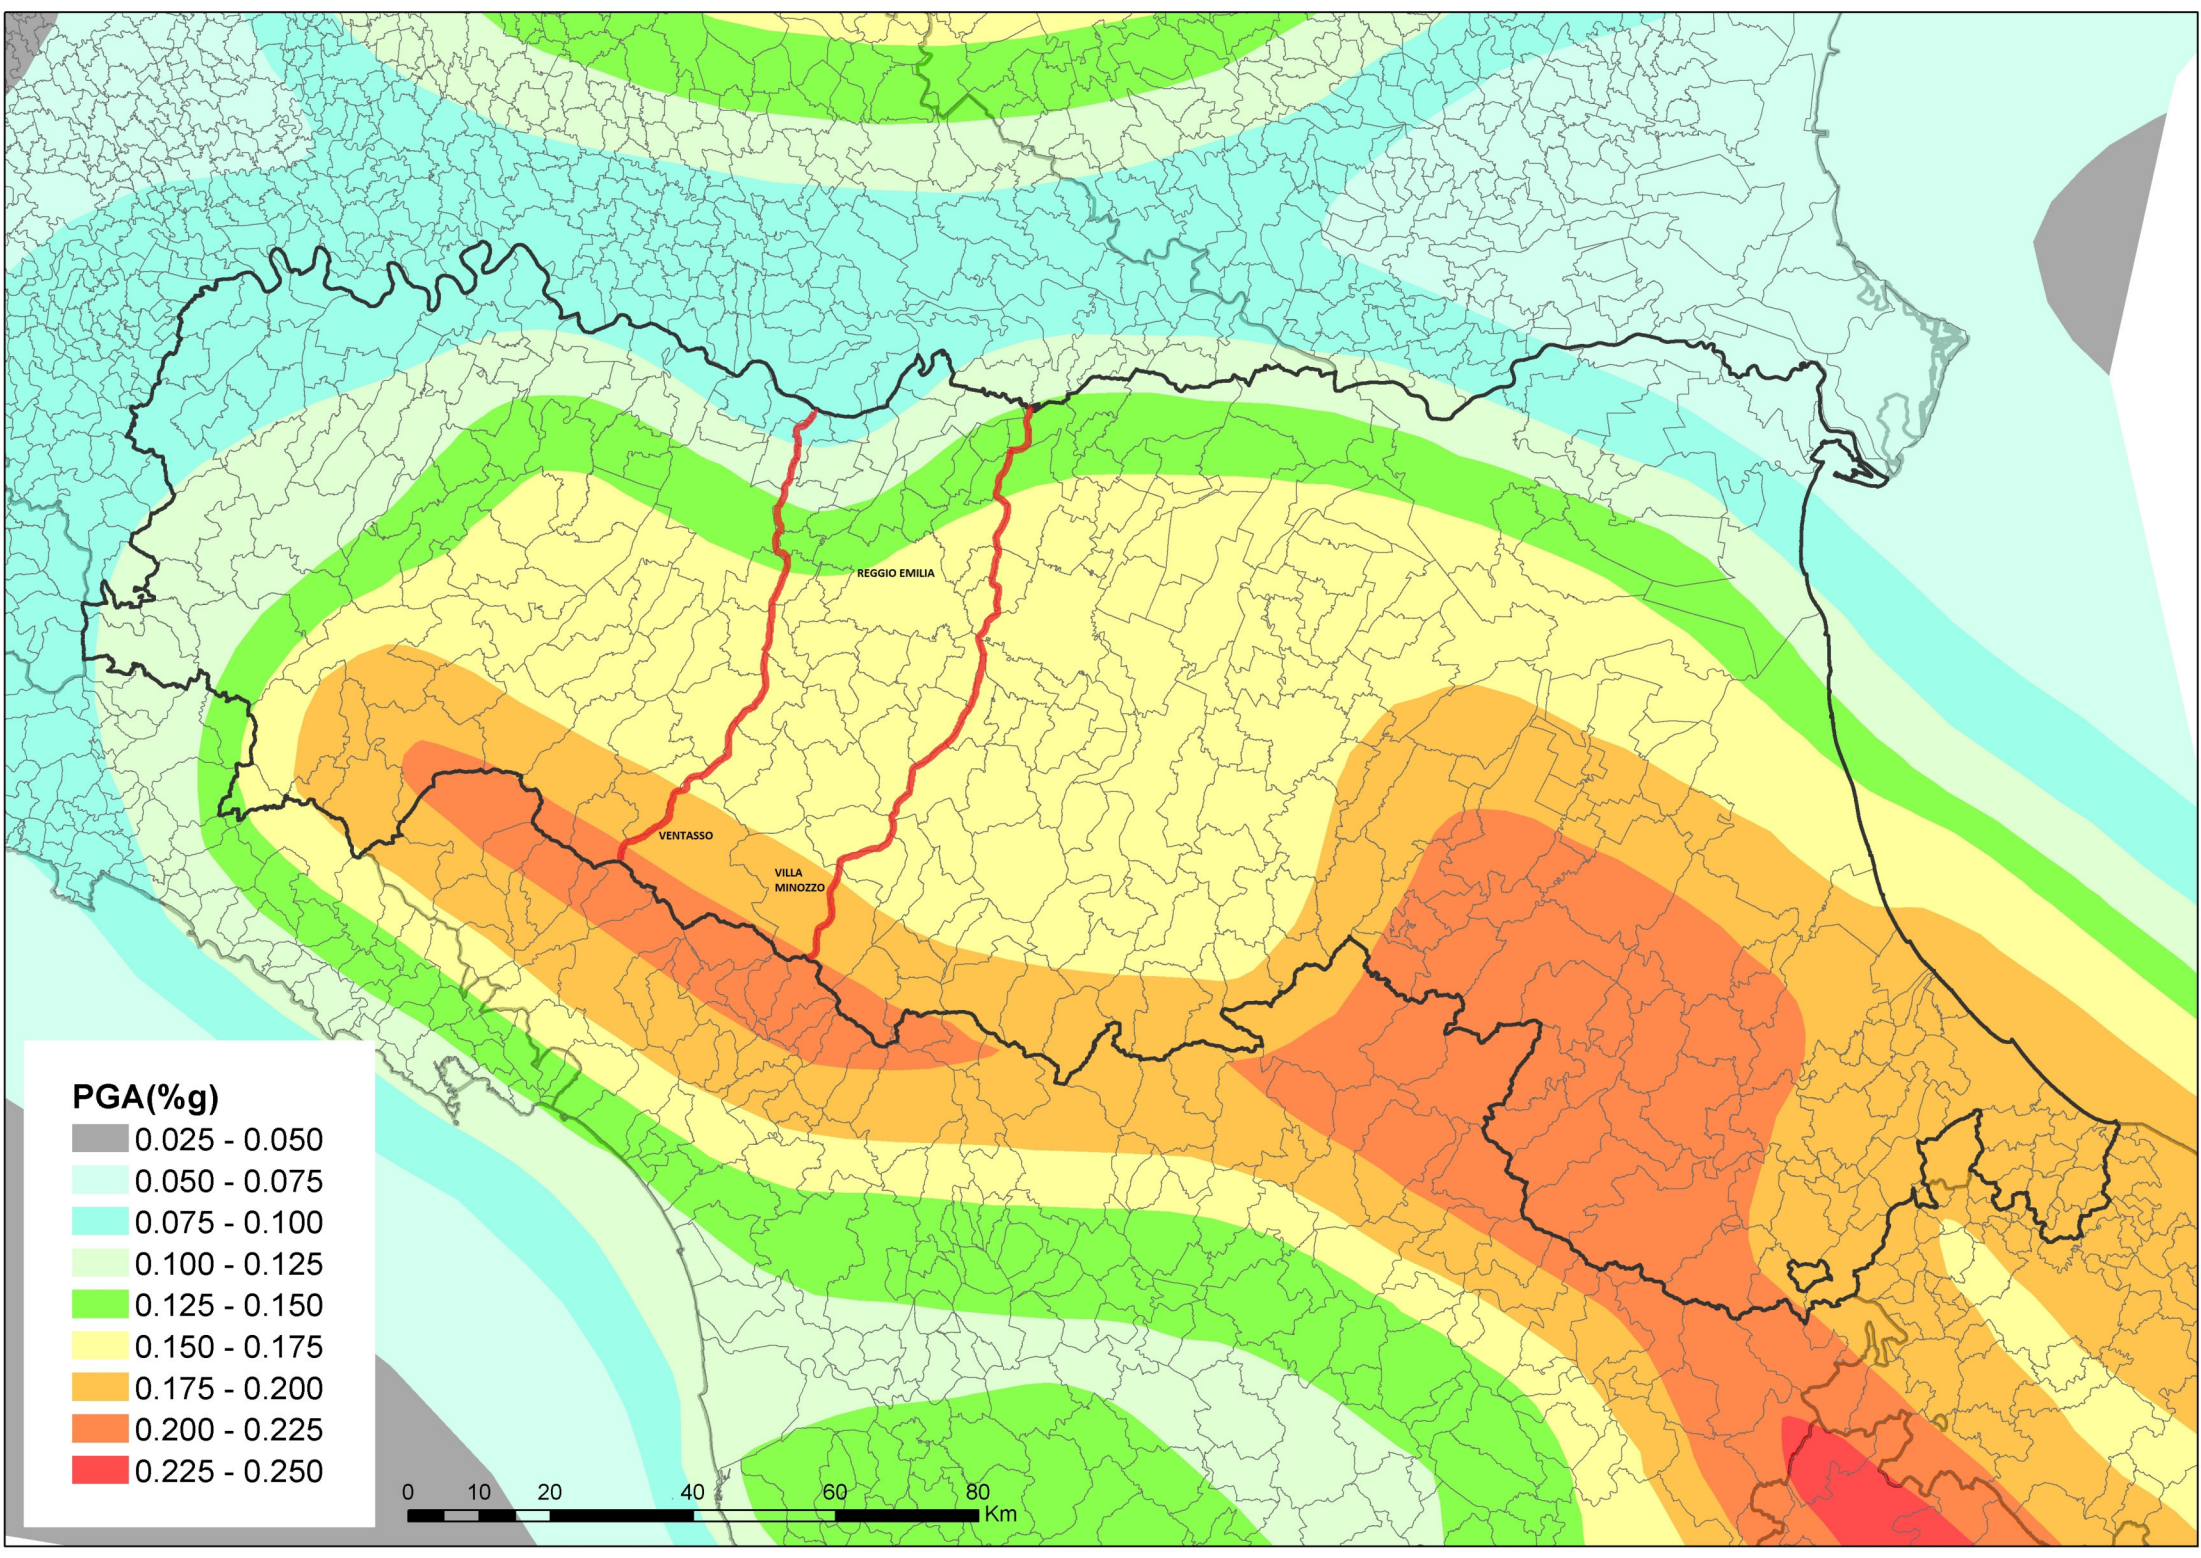 REGGIO EMILIA
VENTASSO
VILLA
MINOZZO
PGA(%g)
0.025 - 0.050
0.050 - 0.075
0.075 - 0.100
0.100 - 0.125
0.125 - 0.150
0.150 - 0.175
0.175 - 0.200
0.200 - 0.225
0.225 - 0.250
0 10 20 40 60 80
Km